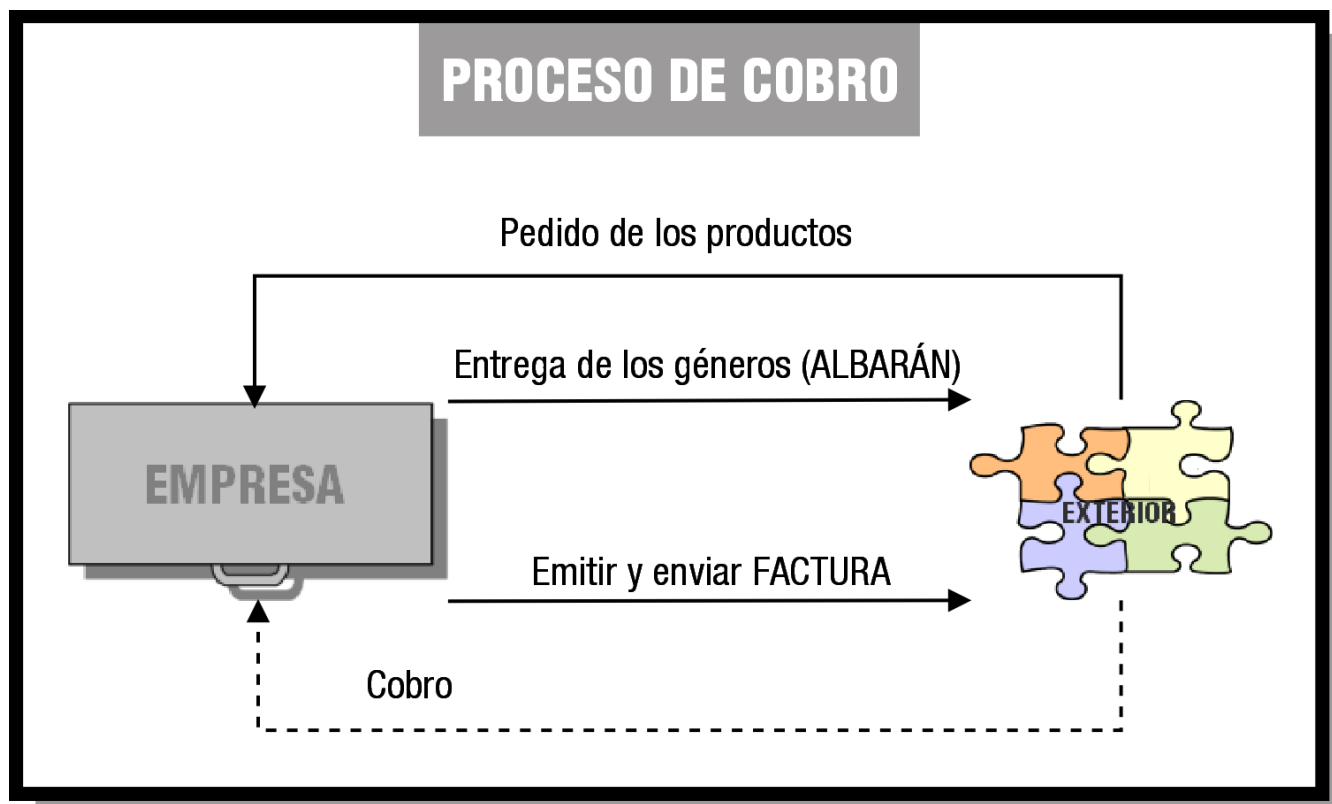 PROCESO DE COBRO
Pedido de los productos
Entrega de los géneros (ALBARÁN)
EMPRESA
EXTERIOR
Emitir y enviar FACTURA
Cobro